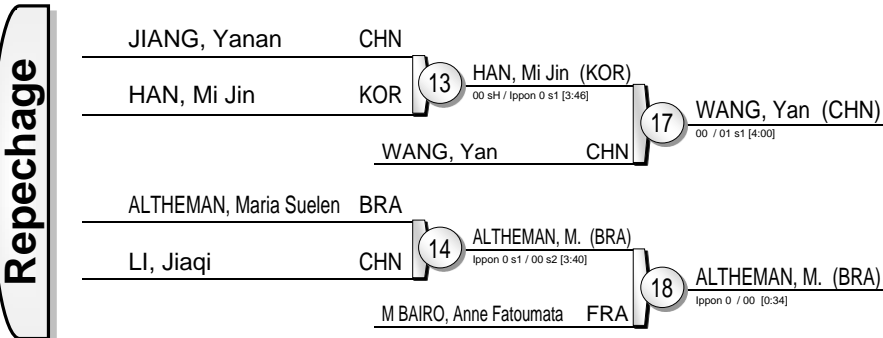 Repechage
JIANG, Yanan CHN
HAN, Mi Jin KOR
13
HAN, Mi Jin (KOR)
00 sH / Ippon 0 s1 [3:46]
WANG, Yan CHN
17
WANG, Yan (CHN)
00 / 01 s1 [4:00]
ALTHEMAN, Maria Suelen BRA
LI, Jiaqi CHN
14
ALTHEMAN, M. (BRA)
Ippon 0 s1 / 00 s2 [3:40]
M BAIRO, Anne Fatoumata FRA
18
ALTHEMAN, M. (BRA)
Ippon 0 / 00 [0:34]